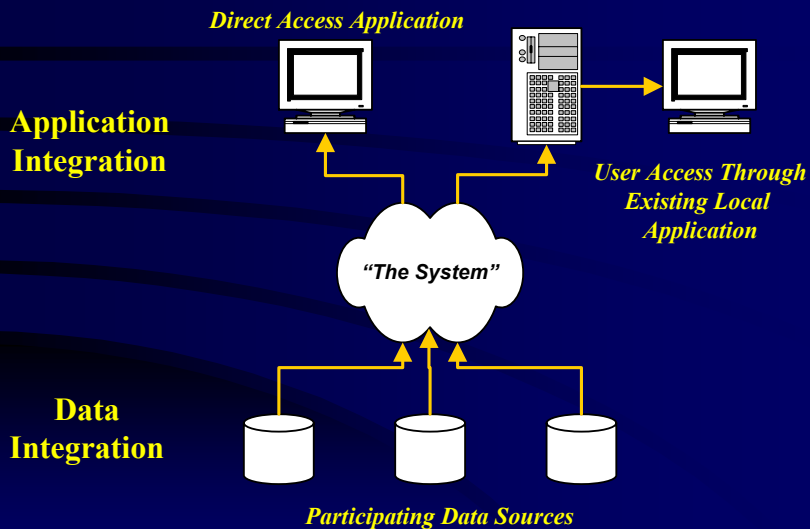 Direct Access Application
Application
Integration
User Access Through
Existing Local
Application
“The System”
Data
Integration
Participating Data Sources